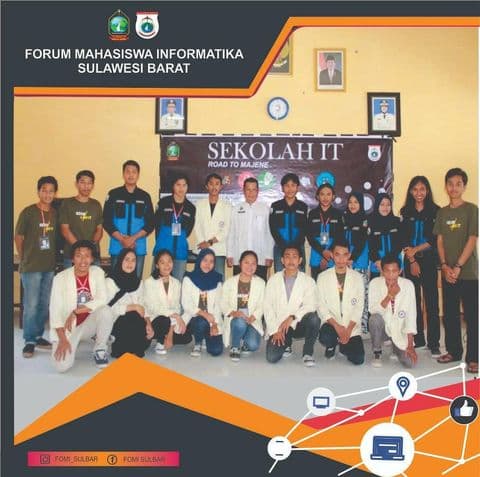 FORUM MAHASISWA INFORMATIKA
SULAWESI BARAT
SEKOLAH IT
ROAD TO MAJENE
FOMI_SULBAR
FOMI SULBAR